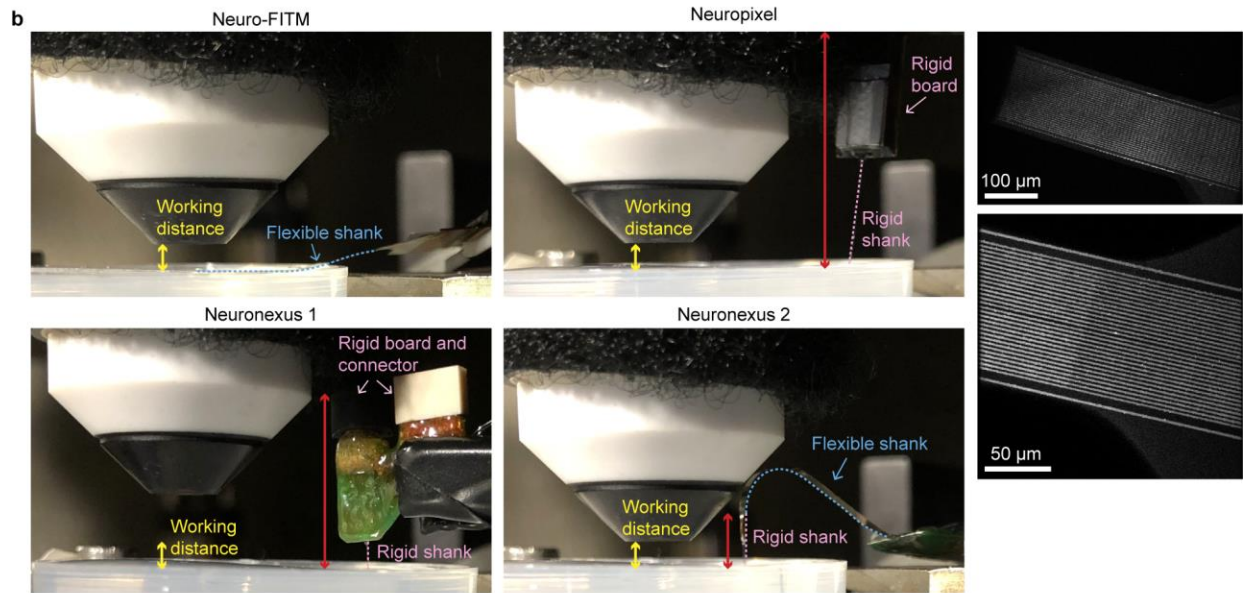 b
Neuro-FITM
Working
distance
Flexible shank
Neuropixel
Rigid
board
Working
distance
Rigid
shank
100 µm
50 µm
Neuronexus 1
Rigid board and
connector
Working
distance
Rigid shank
Neuronexus 2
Flexible shank
Working
distance
Rigid shank